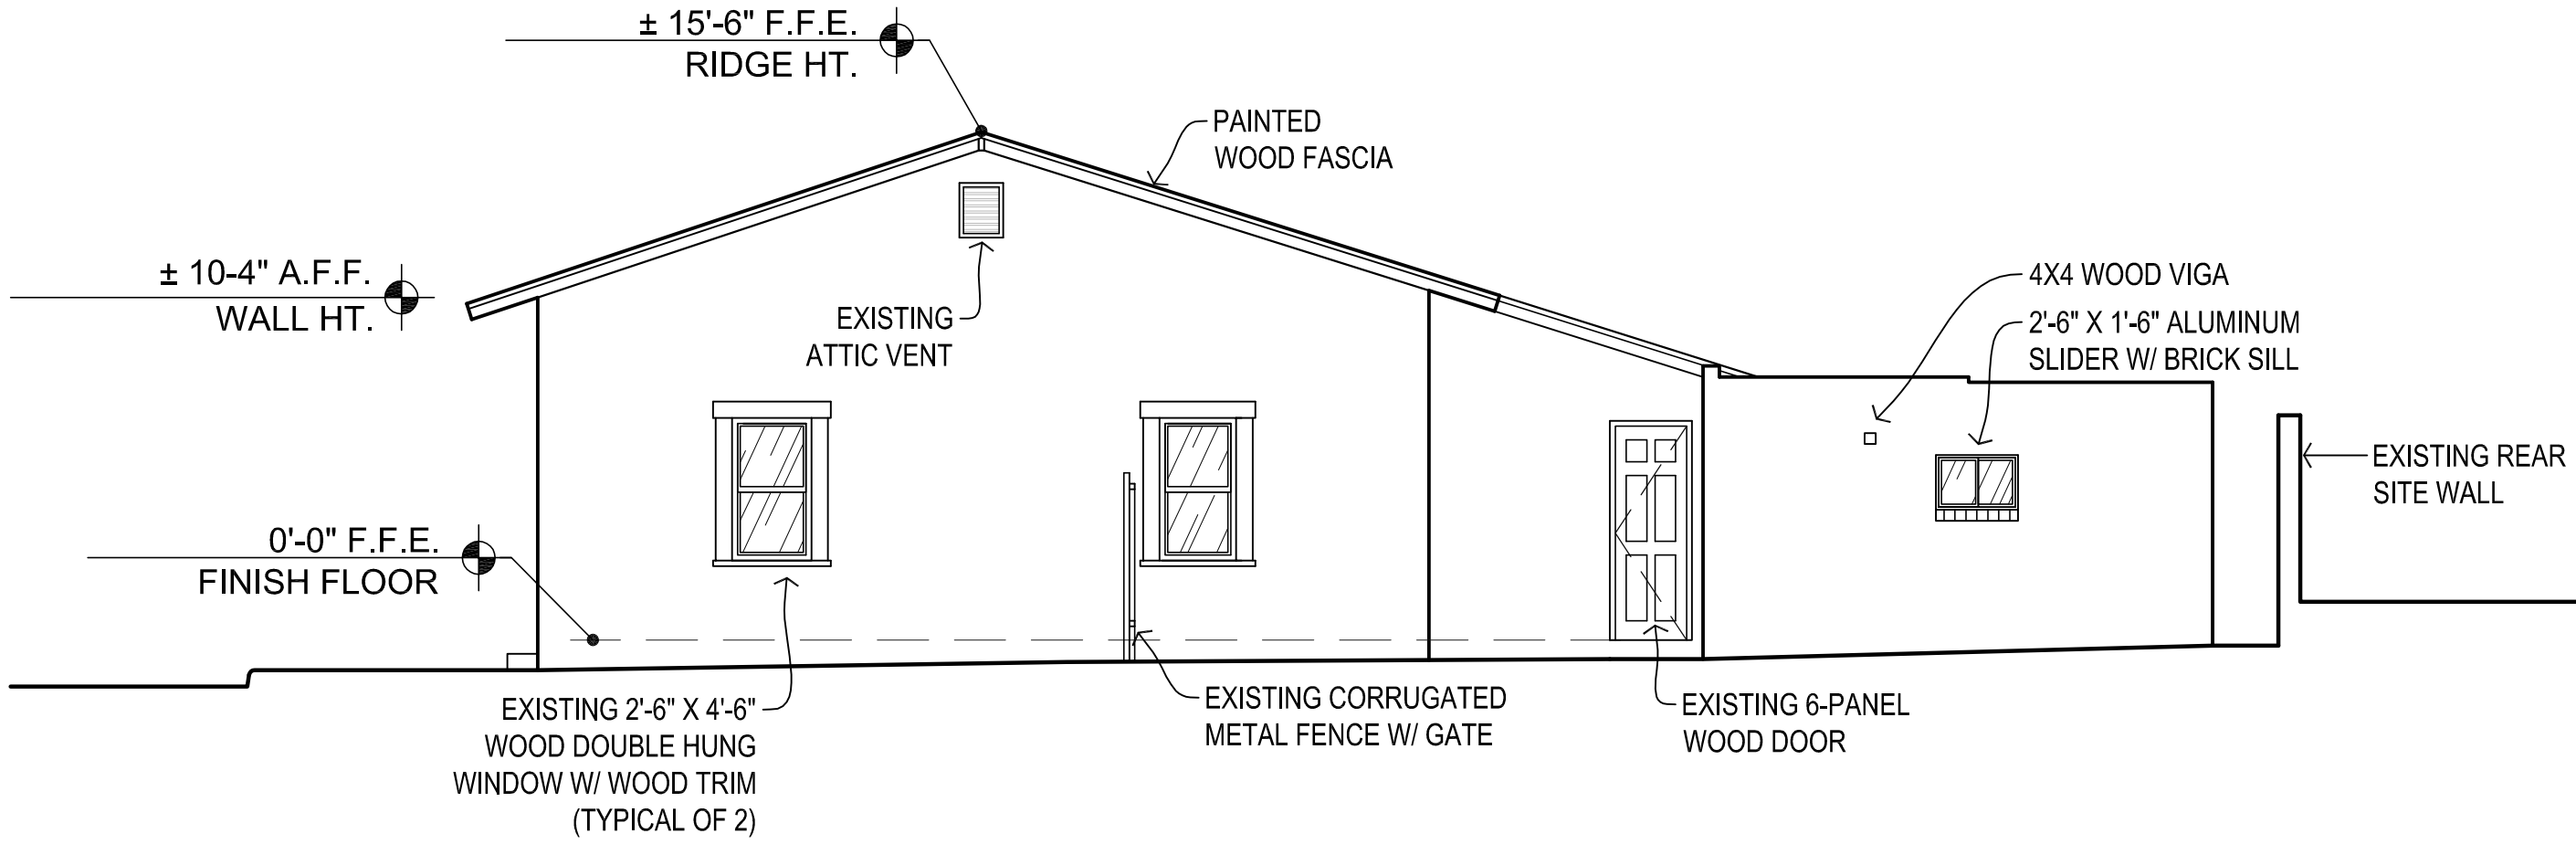 ± 15'-6" F.F.E.
RIDGE HT.
PAINTED
WOOD FASCIA
± 10-4" A.F.F.
WALL HT.
EXISTING
ATTIC VENT
4X4 WOOD VIGA
2'-6" X 1'-6" ALUMINUM
SLIDER W/ BRICK SILL
EXISTING REAR
SITE WALL
0'-0" F.F.E.
FINISH FLOOR
EXISTING 2'-6" X 4'-6"
WOOD DOUBLE HUNG
WINDOW W/ WOOD TRIM
(TYPICAL OF 2)
EXISTING CORRUGATED
METAL FENCE W/ GATE
EXISTING 6-PANEL
WOOD DOOR